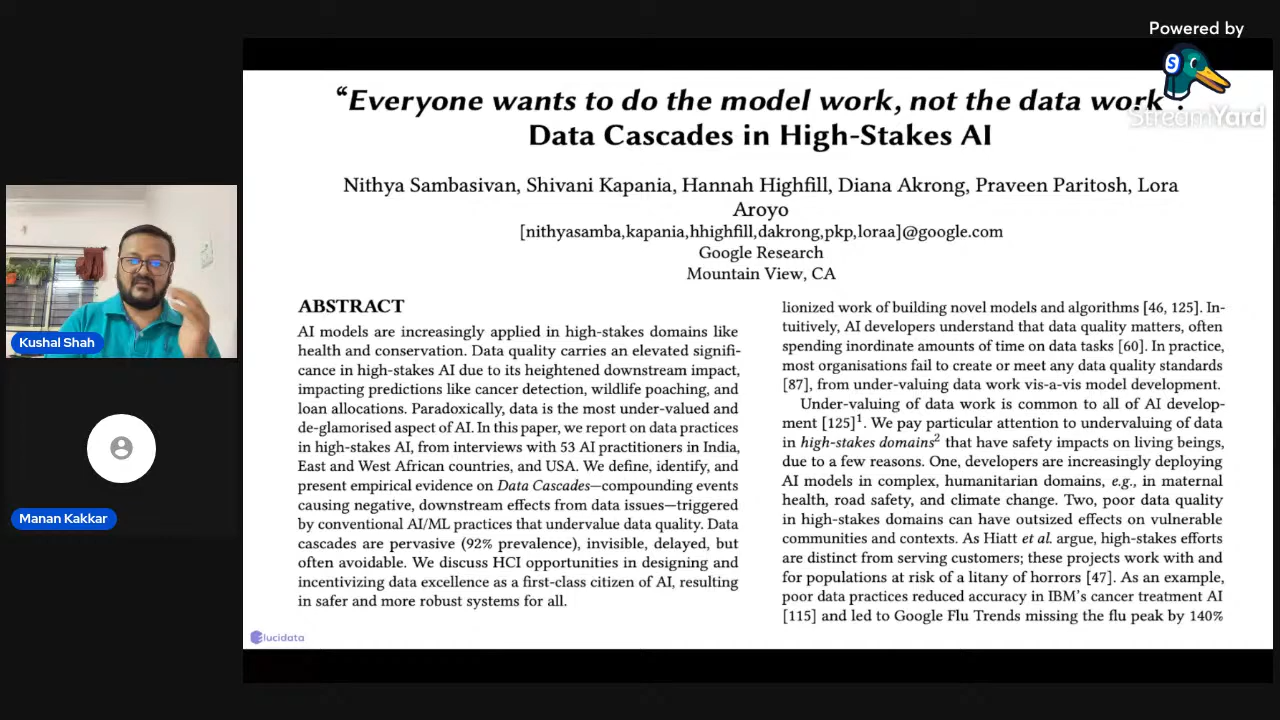 Powered by
S
StreamYard
"Everyone wants to do the model work, not the data work":
Data Cascades in High-Stakes AI
Nithya Sambasivan, Shivani Kapania, Hannah Highfill, Diana Akrong, Praveen Paritosh, Lora
Aroyo
[nithyasamba,kapania,hhighfill,dakrong,pkp,loraa]@google.com
Google Research
Mountain View, CA
ABSTRACT
AI models are increasingly applied in high-stakes domains like
health and conservation. Data quality carries an elevated signifi-
cance in high-stakes AI due to its heightened downstream impact,
impacting predictions like cancer detection, wildlife poaching, and
loan allocations. Paradoxically, data is the most under-valued and
de-glamorised aspect of AI. In this paper, we report on data practices
in high-stakes AI, from interviews with 53 AI practitioners in India,
East and West African countries, and USA. We define, identify, and
present empirical evidence on Data Cascades—compounding events
causing negative, downstream effects from data issues—triggered
by conventional AI/ML practices that undervalue data quality. Data
cascades are pervasive (92% prevalence), invisible, delayed, but
often avoidable. We discuss HCI opportunities in designing and
incentivizing data excellence as a first-class citizen of AI, resulting
in safer and more robust systems for all.
lionized work of building novel models and algorithms [46, 125]. In-
tuitively, AI developers understand that data quality matters, often
spending inordinate amounts of time on data tasks [60]. In practice,
most organisations fail to create or meet any data quality standards
[87], from under-valuing data work vis-a-vis model development.
Under-valuing of data work is common to all of AI develop-
ment [125]1. We pay particular attention to undervaluing of data
in high-stakes domains2 that have safety impacts on living beings,
due to a few reasons. One, developers are increasingly deploying
AI models in complex, humanitarian domains, e.g., in maternal
health, road safety, and climate change. Two, poor data quality
in high-stakes domains can have outsized effects on vulnerable
communities and contexts. As Hiatt et al. argue, high-stakes efforts
are distinct from serving customers; these projects work with and
for populations at risk of a litany of horrors [47]. As an example,
poor data practices reduced accuracy in IBM's cancer treatment AI
[115] and led to Google Flu Trends missing the flu peak by 140%
Elucidata
Kushal Shah
Manan Kakkar